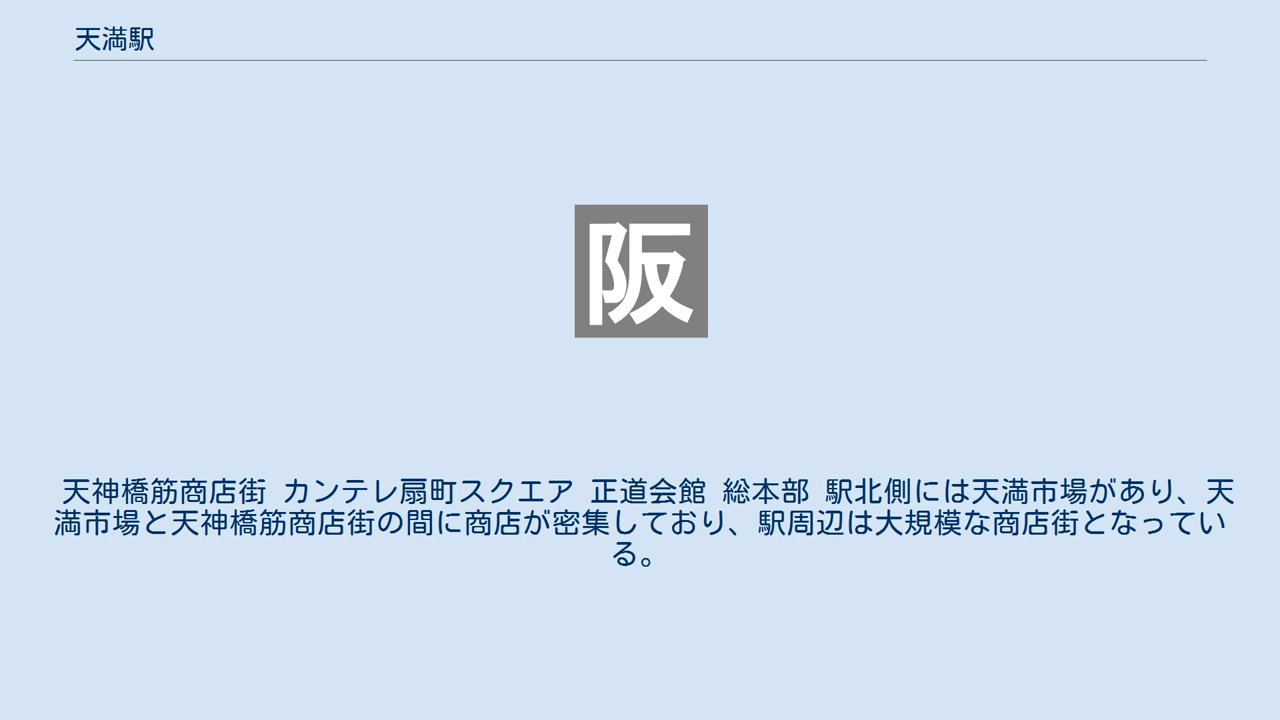 天満駅
阪
天神橋筋商店街 カンテレ扇町スクエア 正道会館 総本部 駅北側には天満市場があり、天
満市場と天神橋筋商店街の間に商店が密集しており、駅周辺は大規模な商店街となってい
る。